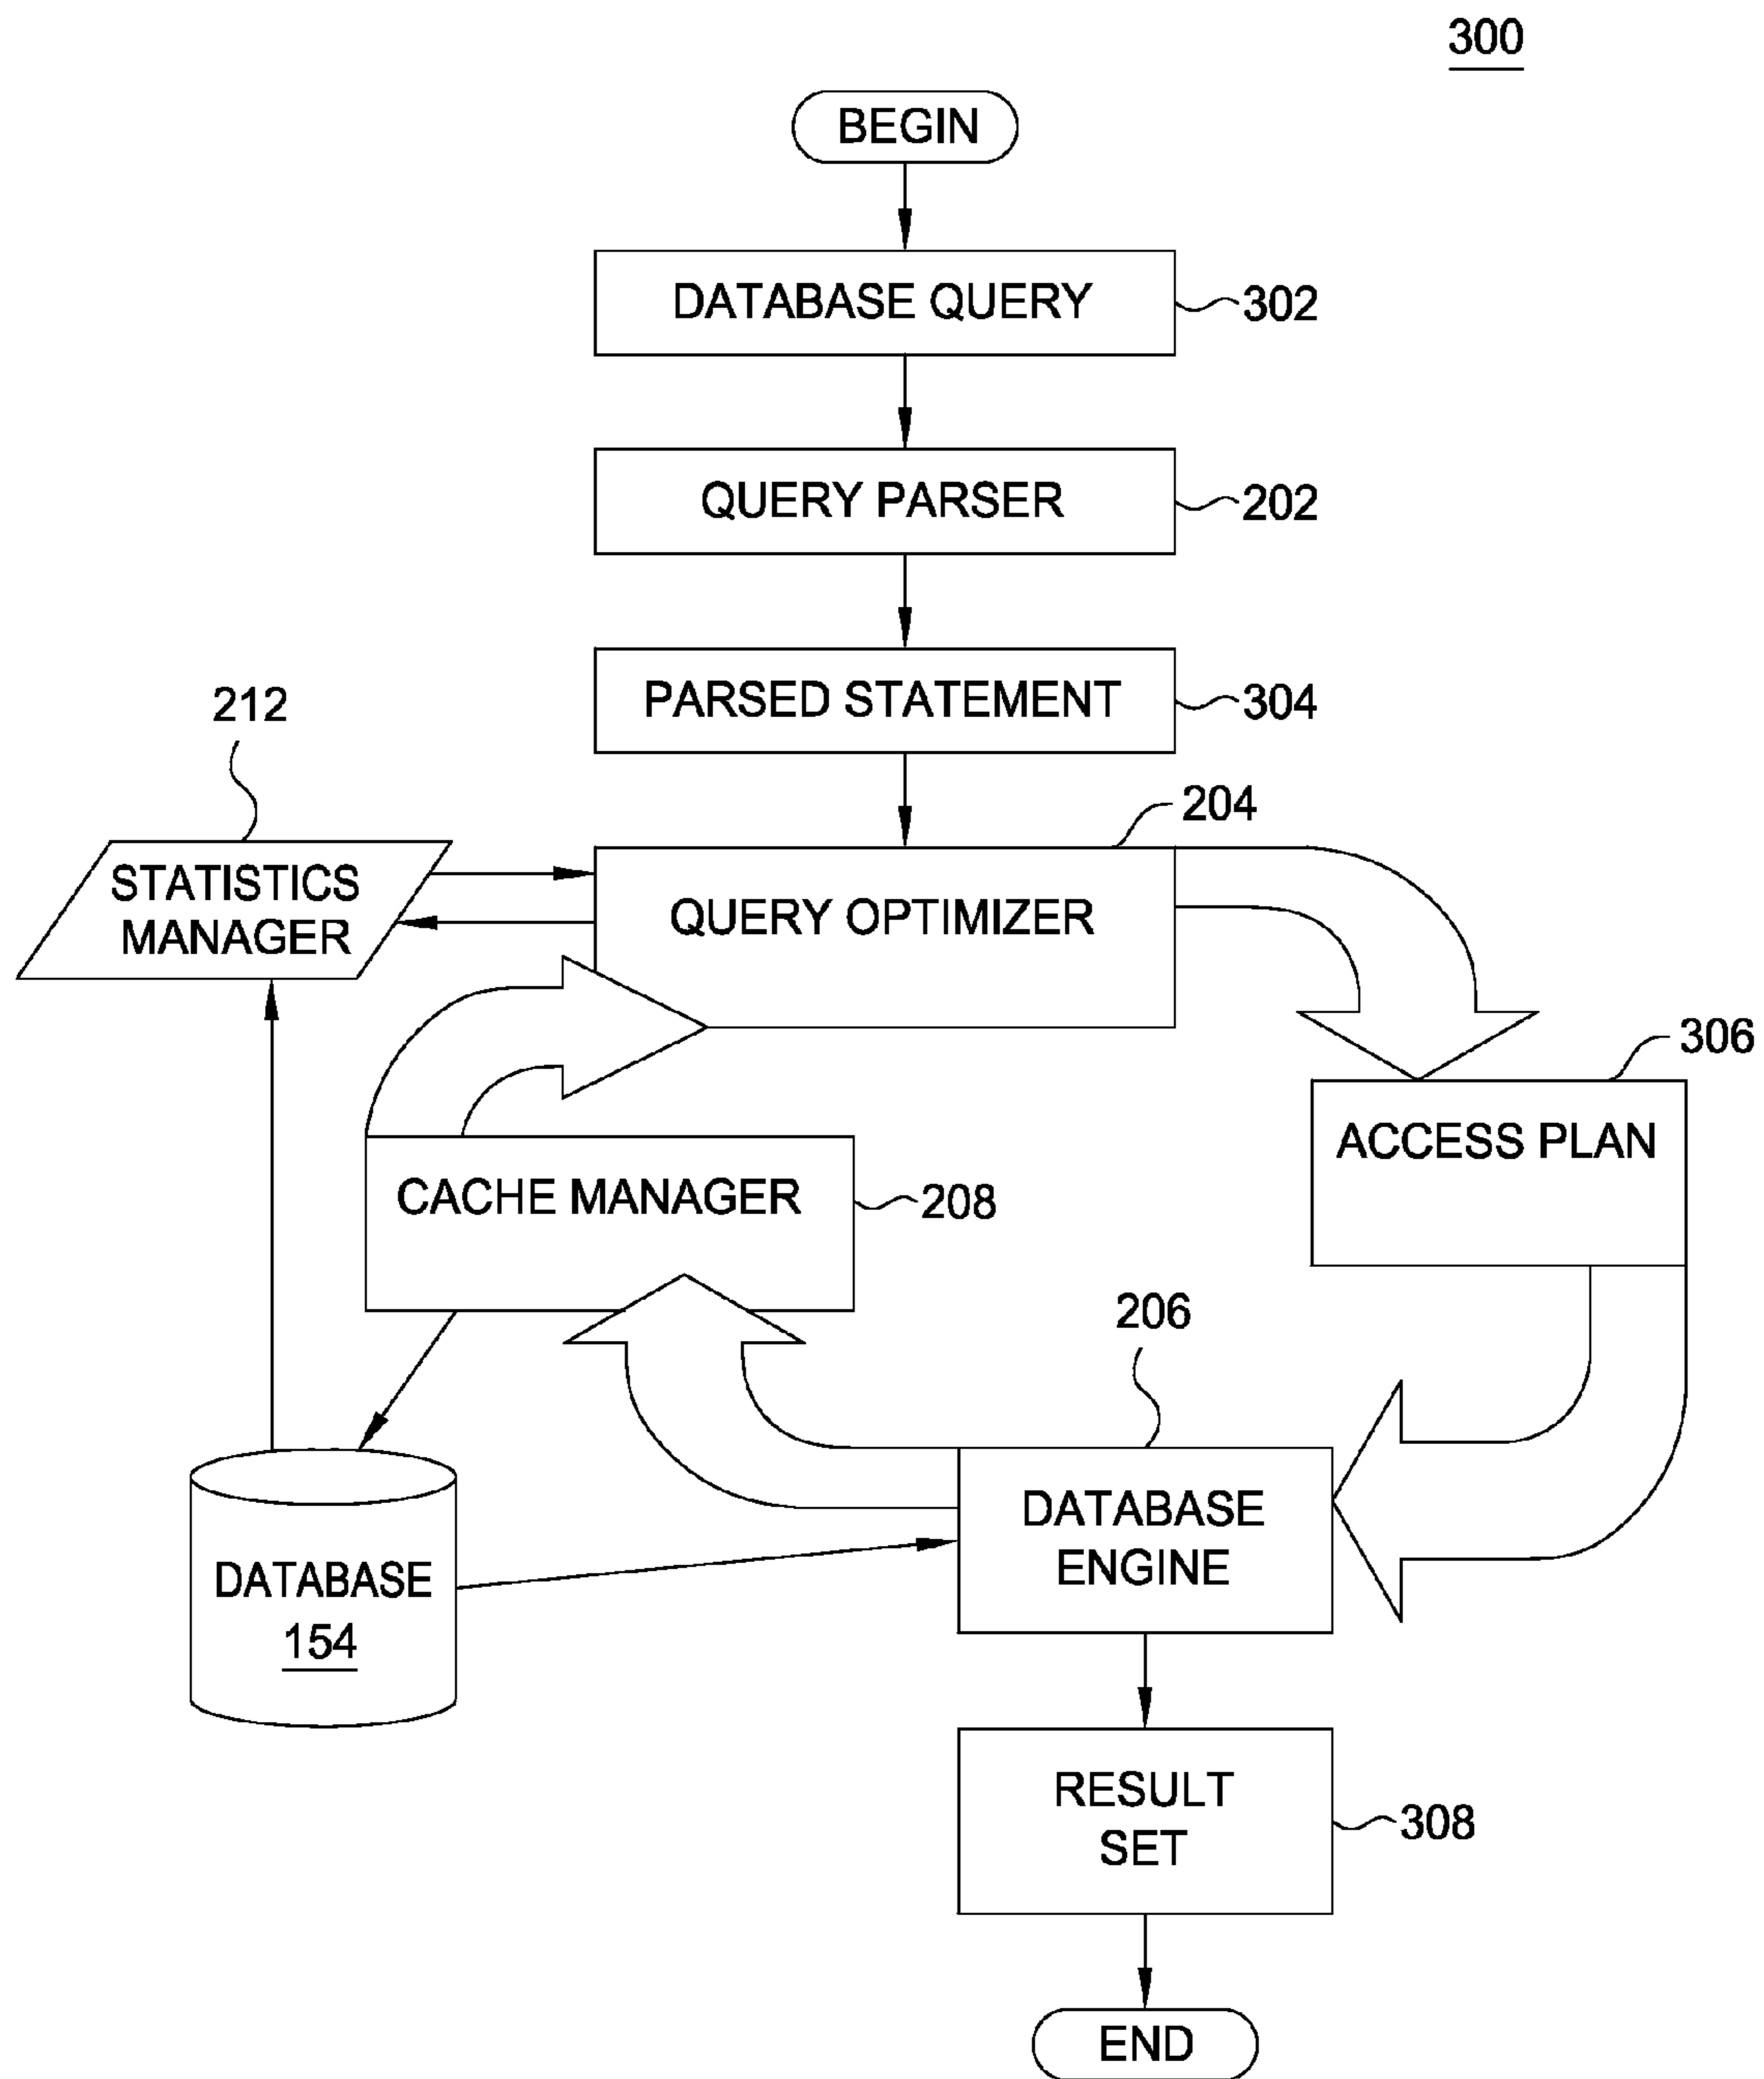 300
BEGIN
DATABASE QUERY
302
QUERY PARSER
202
PARSED STATEMENT
304
212
204
STATISTICS
MANAGER
QUERY OPTIMIZER
306
ACCESS PLAN
CACHE MANAGER
208
206
DATABASE
ENGINE
DATABASE
154
RESULT
SET
308
END